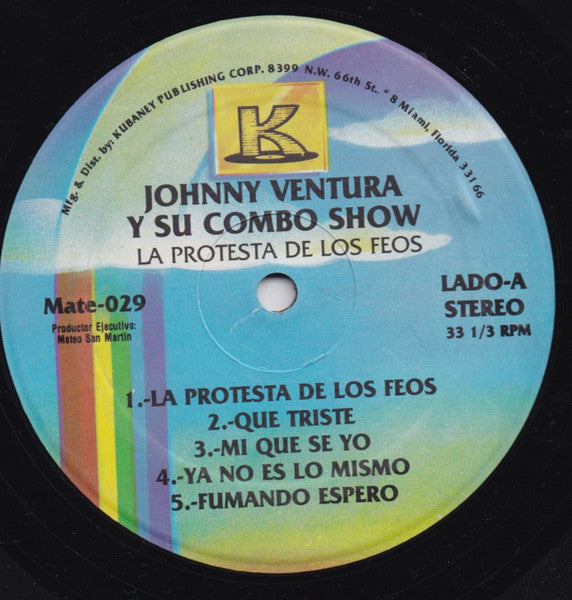 Mfg. & Dist. by: KUBANEY PUBLISHING CORP. 8399 N.W. 66th St., # 8 Miami, Florida 33166
K
JOHNNY VENTURA
Y SU COMBO SHOW
LA PROTESTA DE LOS FEOS
Mate-029
Productor Ejecutivo:
Mateo San Martin
LADO-A
STEREO
33 1/3 RPM
1.-LA PROTESTA DE LOS FEOS
2.-QUE TRISTE
3.-MI QUE SE YO
4.-YA NO ES LO MISMO
5.-FUMANDO ESPERO